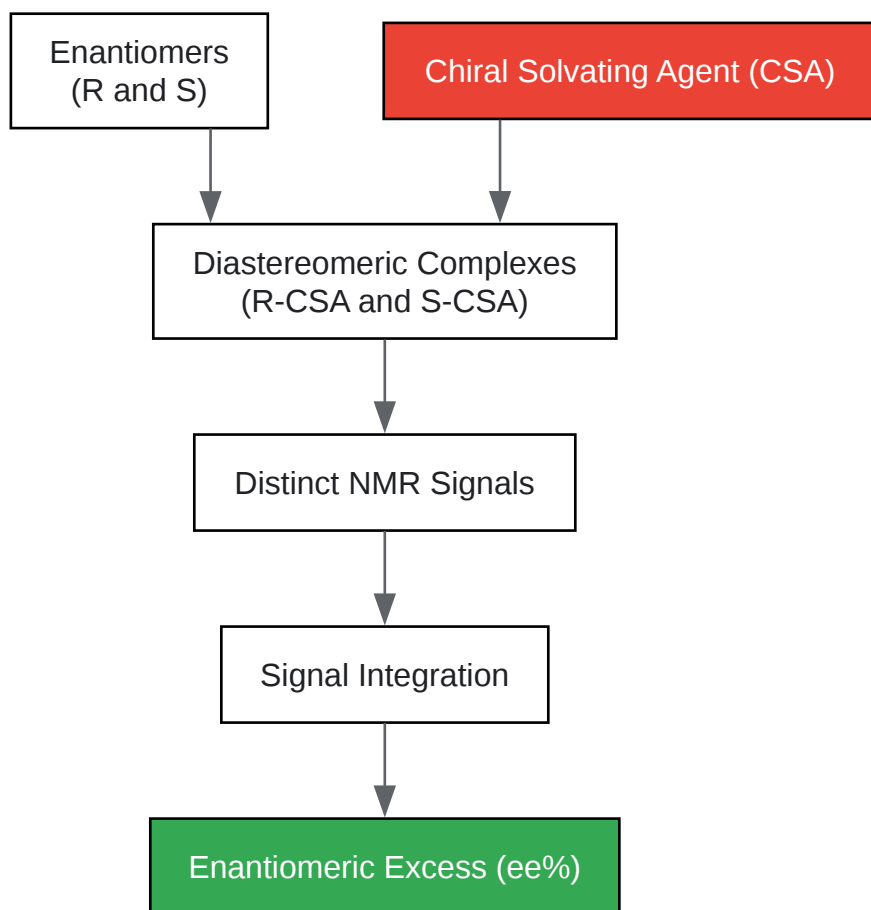 Enantiomers
(R and S)
Chiral Solvating Agent (CSA)
Diastereomeric Complexes
(R-CSA and S-CSA)
Distinct NMR Signals
Signal Integration
Enantiomeric Excess (ee%)